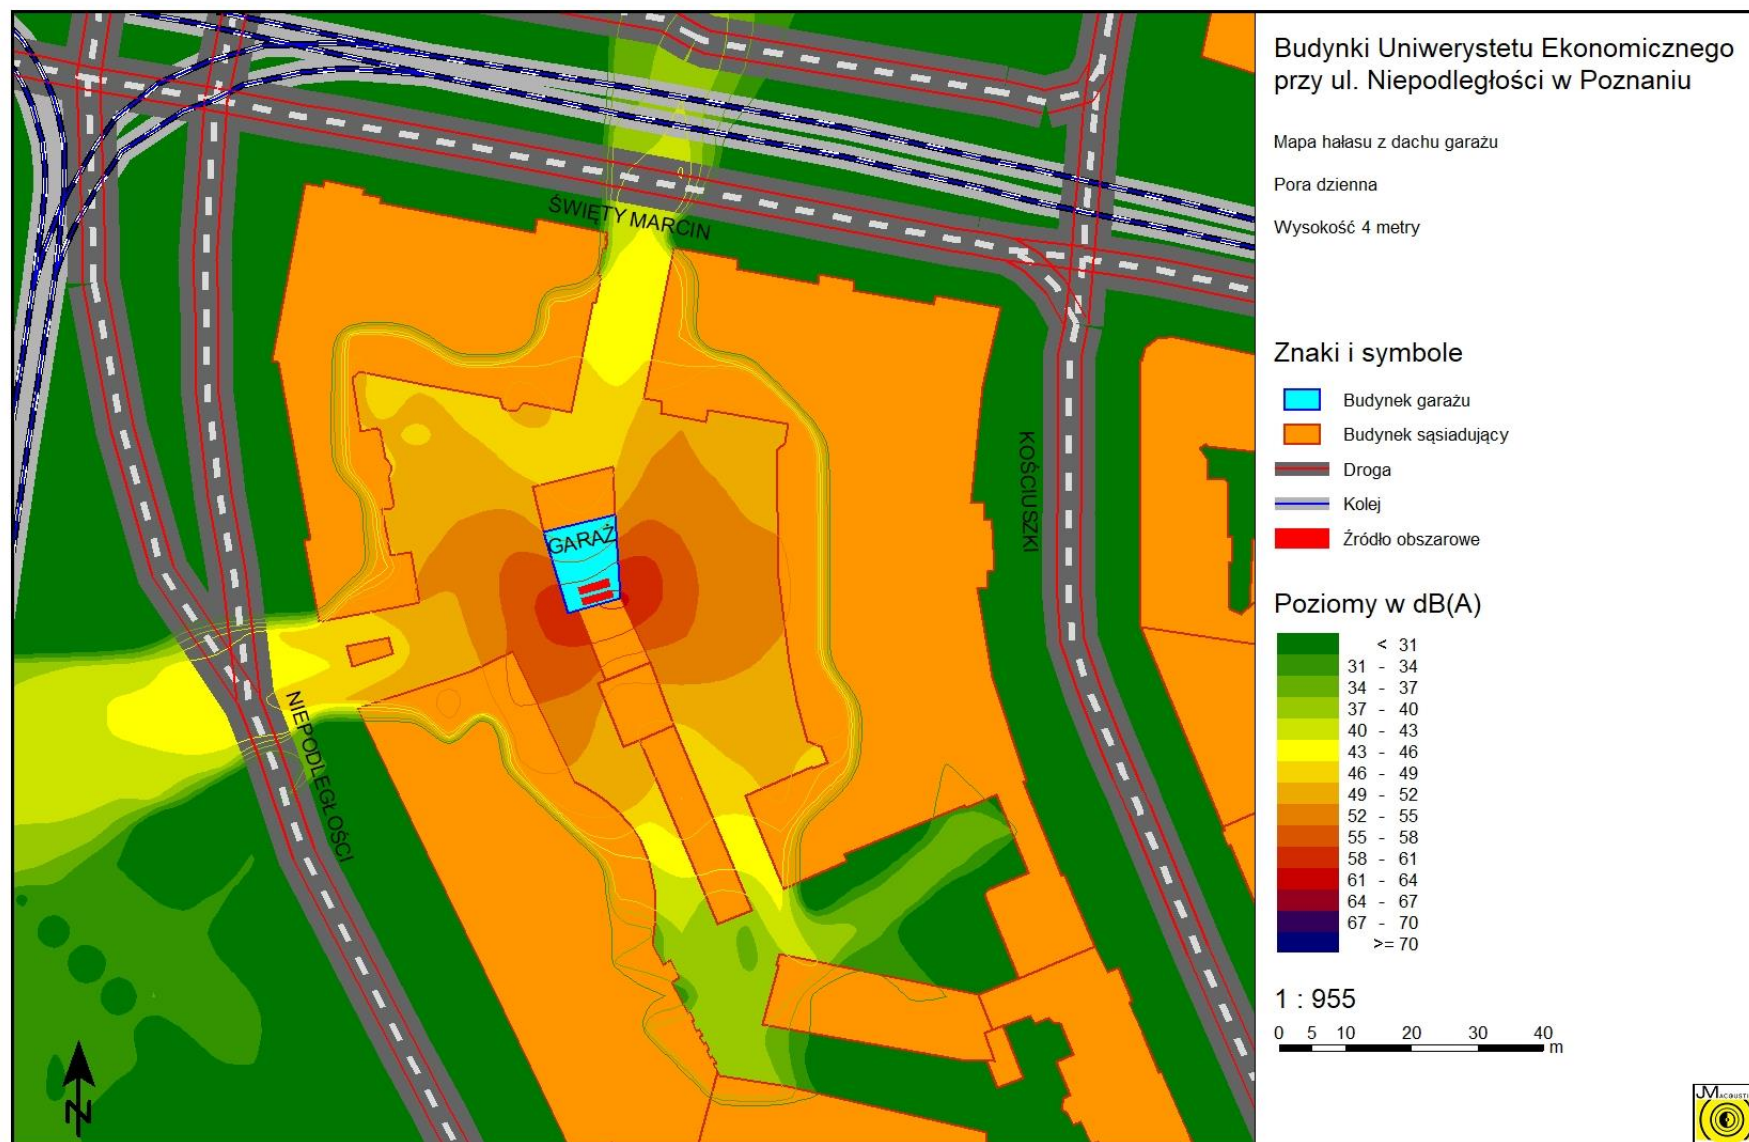 Budynki Uniwerystetu Ekonomicznego
przy ul. Niepodległości w Poznaniu
Mapa hałasu z dachu garażu
Pora dzienna
Wysokość 4 metry
ŚWIĘTY MARCIN
KOŚCIUSZKI
GARAŻ
NIEPODLEGŁOŚCI
N
Znaki i symbole
Budynek garażu
Budynek sąsiadujący
Droga
Kolej
Źródło obszarowe
Poziomy w dB(A)
< 31
31 - 34
34 - 37
37 - 40
40 - 43
43 - 46
46 - 49
49 - 52
52 - 55
55 - 58
58 - 61
61 - 64
64 - 67
67 - 70
>= 70
1 : 955
0 5 10 20 30 40
m